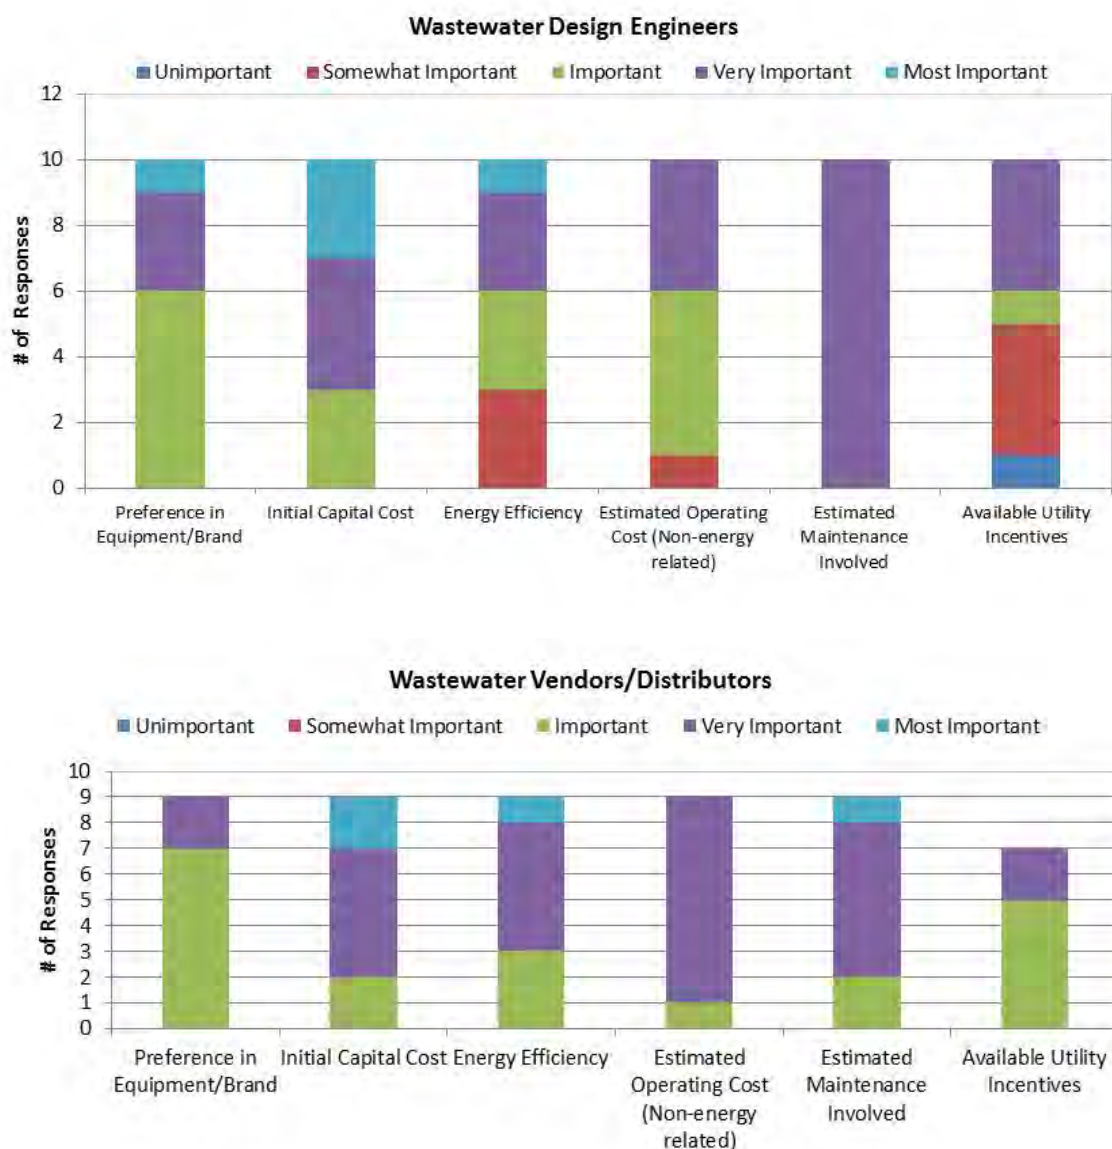 Wastewater Design Engineers
Unimportant Somewhat Important Important Very Important Most Important
12
10
8
6
4
2
0
# of Responses
Preference in Equipment/Brand
Initial Capital Cost
Energy Efficiency
Estimated Operating Cost (Non-energy related)
Estimated Maintenance Involved
Available Utility Incentives
Wastewater Vendors/Distributors
Unimportant Somewhat Important Important Very Important Most Important
10
9
8
7
6
5
4
3
2
1
0
# of Responses
Preference in Equipment/Brand
Initial Capital Cost
Energy Efficiency
Estimated Operating Cost (Non-energy related)
Estimated Maintenance Involved
Available Utility Incentives